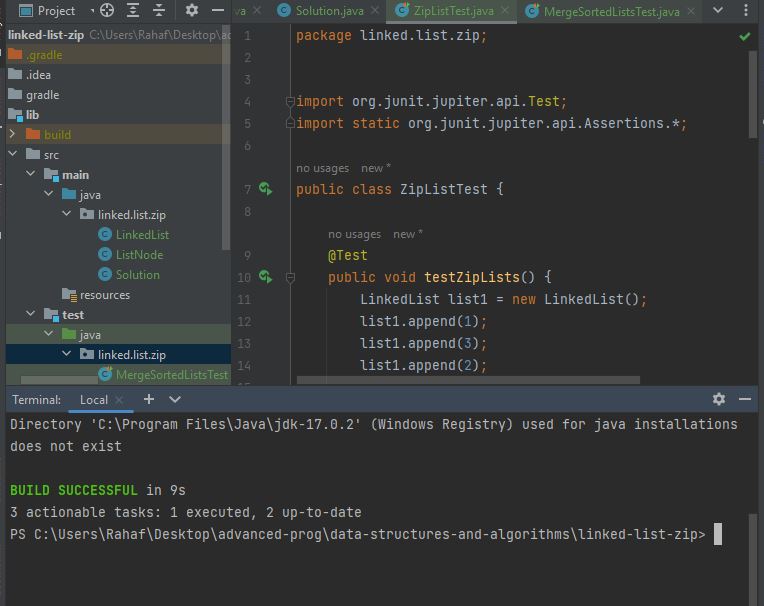 Project
va
Solution.java
ZipListTest.java
MergeSortedListsTest.java
linked-list-zip C:\Users\Rahaf\Desktop\ad
.gradle
.idea
gradle
lib
build
src
main
java
linked.list.zip
LinkedList
ListNode
Solution
resources
test
java
linked.list.zip
MergeSortedListsTest
1 package linked.list.zip;
2
3
4 import org.junit.jupiter.api.Test;
5 import static org.junit.jupiter.api.Assertions.*;
6
no usages new *
7 public class ZipListTest {
8
no usages new *
9 @Test
10 public void testZipLists() {
11 LinkedList list1 = new LinkedList();
12 list1.append(1);
13 list1.append(3);
14 list1.append(2);
Terminal: Local
Directory 'C:\Program Files\Java\jdk-17.0.2' (Windows Registry) used for java installations
does not exist
BUILD SUCCESSFUL in 9s
3 actionable tasks: 1 executed, 2 up-to-date
PS C:\Users\Rahaf\Desktop\advanced-prog\data-structures-and-algorithms\linked-list-zip>